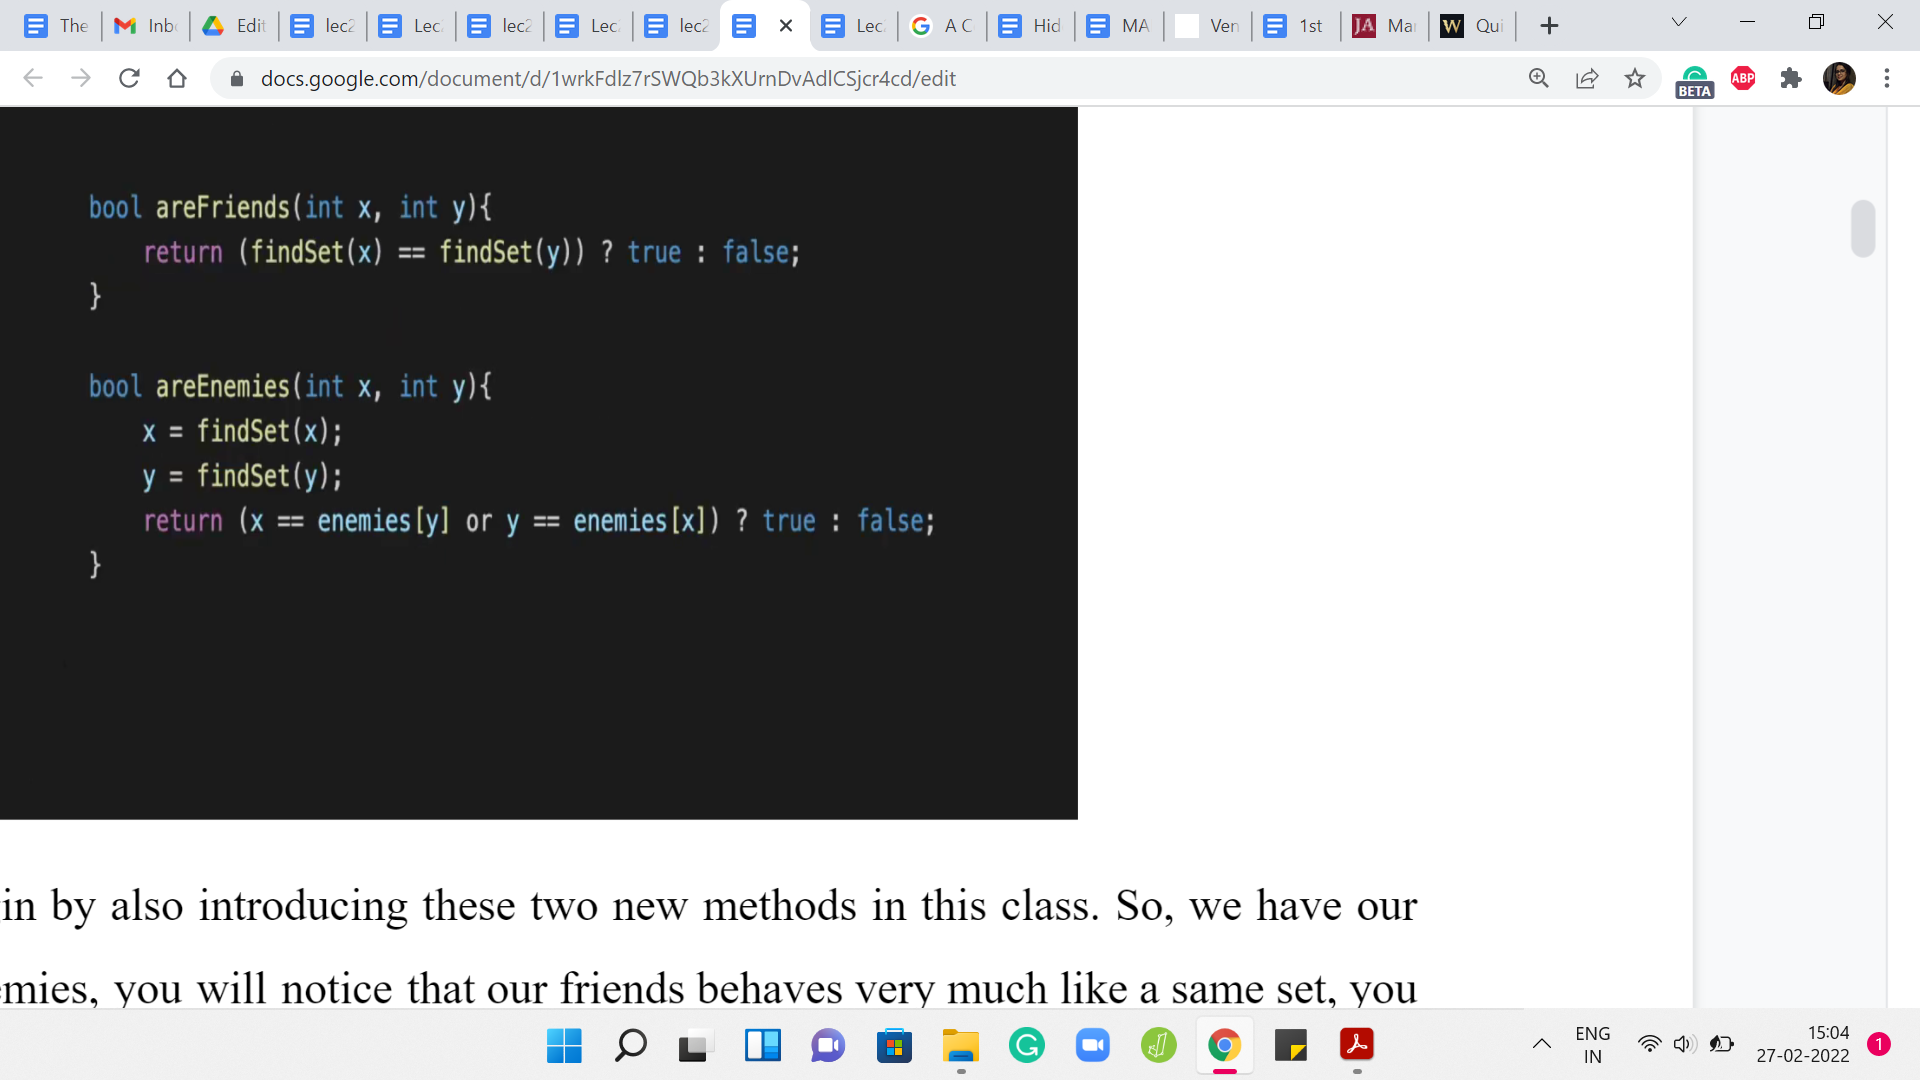 The
Inb
Edit
lec2
Lec
lec2
Lec
lec2
Lec
A C
Hid
MA
Ven
1st
JA
Mar
W
Qui
docs.google.com/document/d/1wrkFdlz7rSWQb3kXUrnDvAdlCSjcr4cd/edit
BETA
ABP
bool areFriends(int x, int y){
return (findSet(x) == findSet(y)) ? true : false;
}
bool areEnemies(int x, int y){
x = findSet(x);
y = findSet(y);
return (x == enemies[y] or y == enemies[x]) ? true : false;
}
in by also introducing these two new methods in this class. So, we have our
emies, you will notice that our friends behaves very much like a same set, you
ENG
IN
15:04
27-02-2022
1